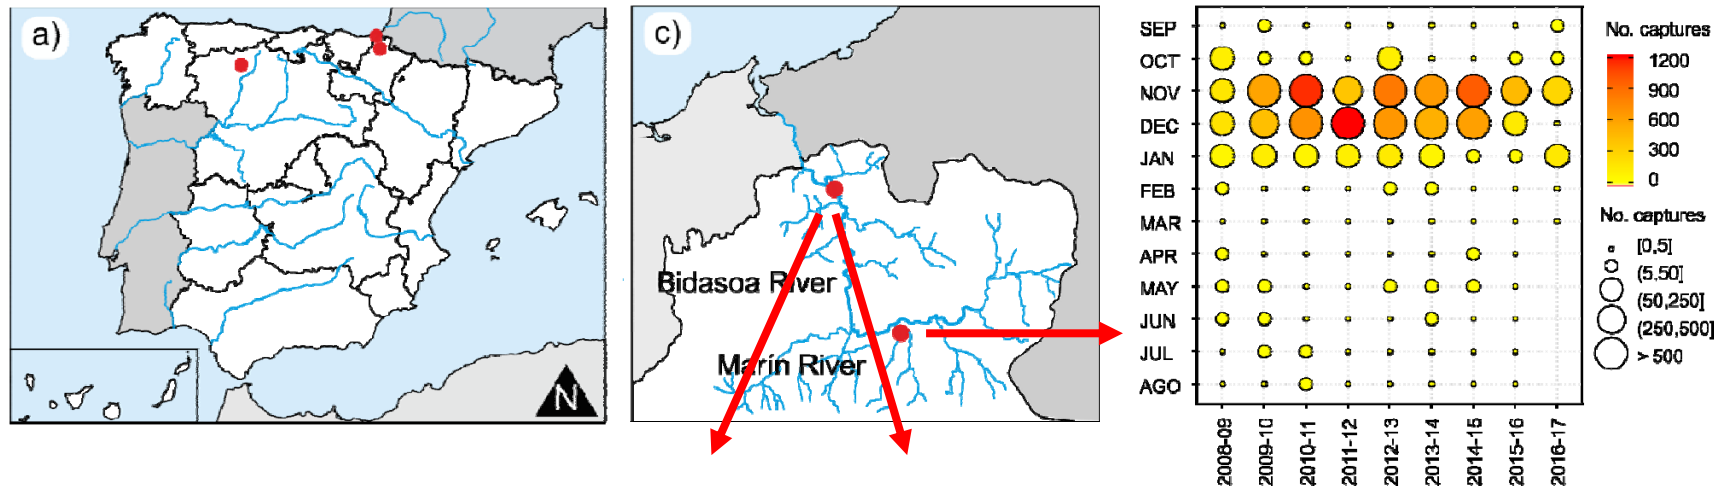 a)
N
c)
Bidasoa River
Marín River
SEP
OCT
NOV
DEC
JAN
FEB
MAR
APR
MAY
JUN
JUL
AGO
2008-09
2009-10
2010-11
2011-12
2012-13
2013-14
2014-15
2015-16
2016-17
No. captures
1200
900
600
300
0
No. captures
[0,5]
(5,50]
(50,250]
(250,500]
> 500